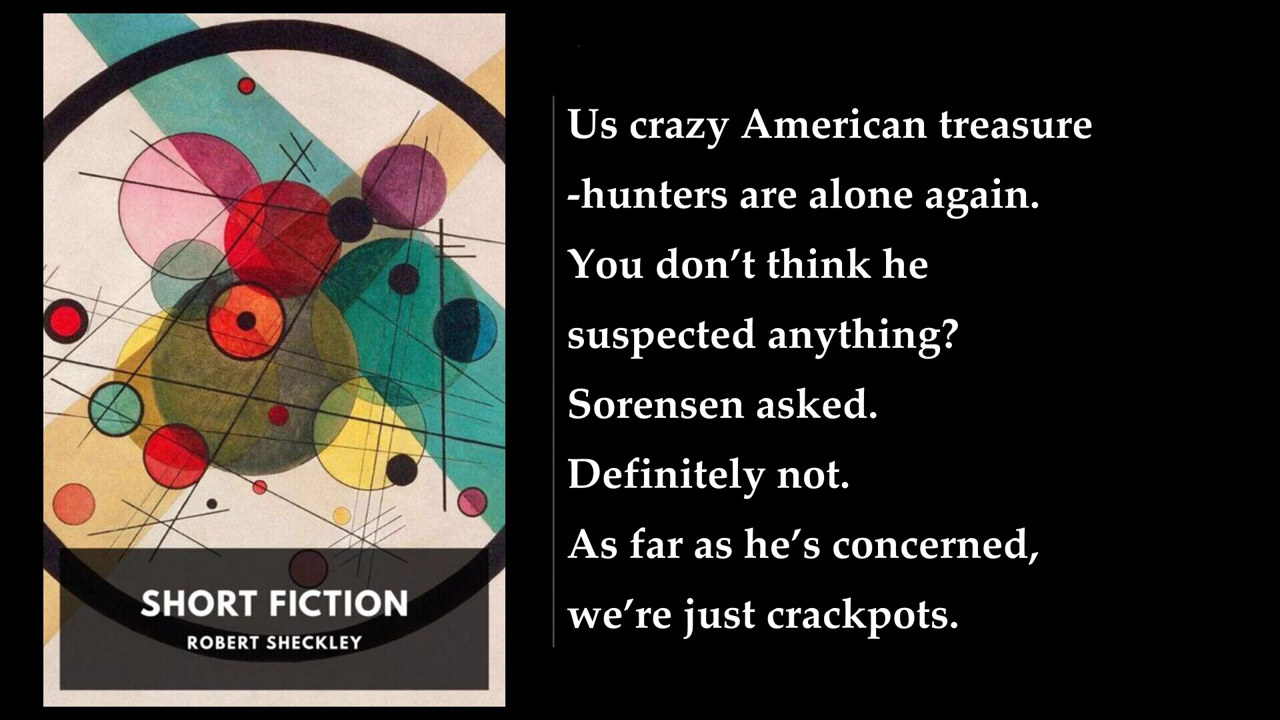 SHORT FICTION
ROBERT SHECKLEY
Us crazy American treasure
-hunters are alone again.
You don’t think he
suspected anything?
Sorensen asked.
Definitely not.
As far as he’s concerned,
we’re just crackpots.